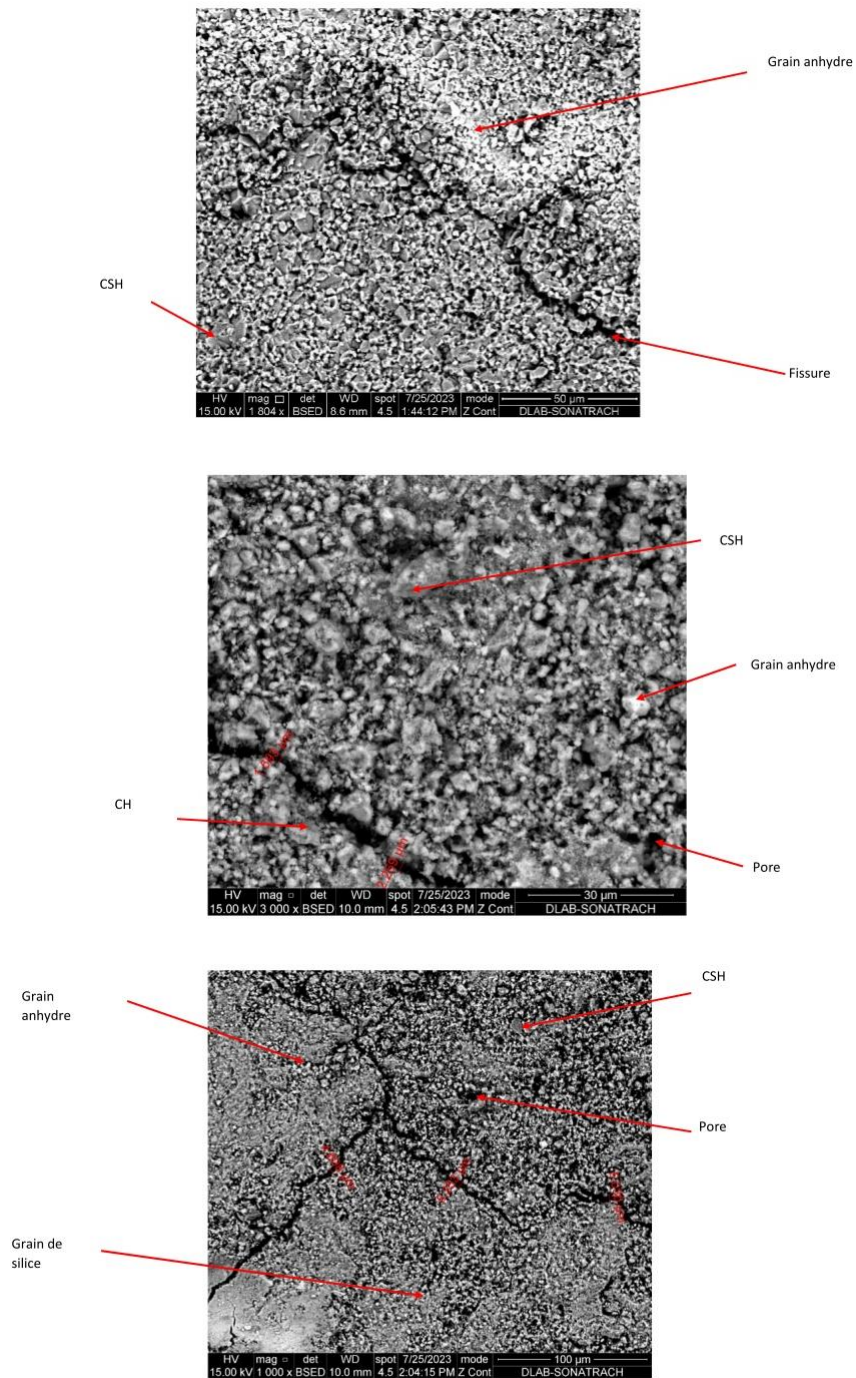 Grain anhydre
CSH
Fissure
HV mag det WD spot 7/25/2023 mode 50 µm
15.00 kV 1 804 x BSED 8.6 mm 4.5 1:44:12 PM Z Cont DLAB-SONATRACH
CSH
Grain anhydre
CH
Pore
HV mag det WD spot 7/25/2023 mode 30 µm
15.00 kV 3 000 x BSED 10.0 mm 4.5 2:05:43 PM Z Cont DLAB-SONATRACH
Grain
anhydre
CSH
Pore
Grain de
silice
HV mag det WD spot 7/25/2023 mode 100 µm
15.00 kV 1 000 x BSED 10.0 mm 4.5 2:04:15 PM Z Cont DLAB-SONATRACH